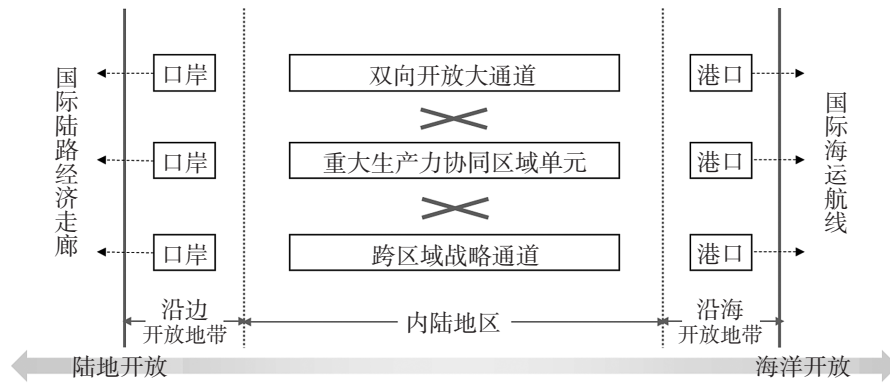 国际陆路经济走廊
口岸
双向开放大通道
港口
国际海运航线
口岸
重大生产力协同区域单元
港口
口岸
跨区域战略通道
港口
沿边
开放地带
内陆地区
沿海
开放地带
陆地开放
海洋开放